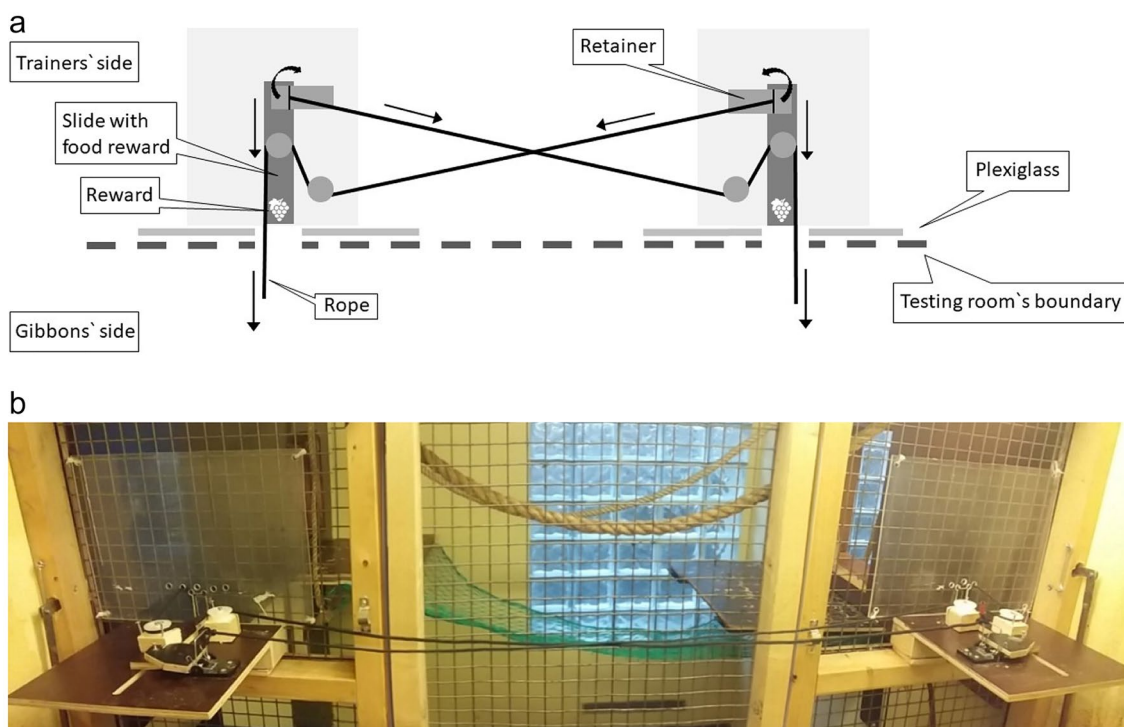 a
Trainers` side
Retainer
Slide with
food reward
Plexiglass
Reward
Rope
Testing room`s boundary
Gibbons` side
b